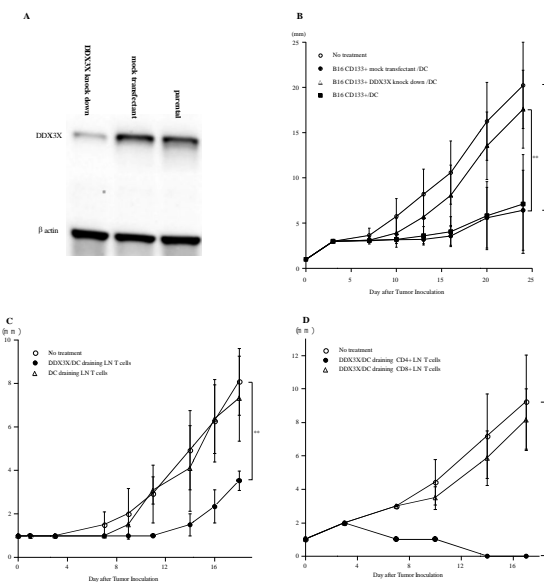 A
DDX3X knock down
mock transfectant
parental
DDX3X
β actin
B
(mm)
No treatment
B16 CD133+ mock transfectant /DC
B16 CD133+ DDX3X knock down /DC
B16 CD133+/DC
25
20
15
10
5
0
**
0 5 10 15 20 25
Day after Tumor Inoculation
C
(mm)
No treatment
DDX3X/DC draining LN T cells
DC draining LN T cells
10
8
6
4
2
0
**
0 4 8 12 16
Day after Tumor Inoculation
D
(mm)
No treatment
DDX3X/DC draining CD4+ LN T cells
DDX3X/DC draining CD8+ LN T cells
12
10
8
6
4
2
0
0 4 8 12 16
Day after Tumor Inoculation